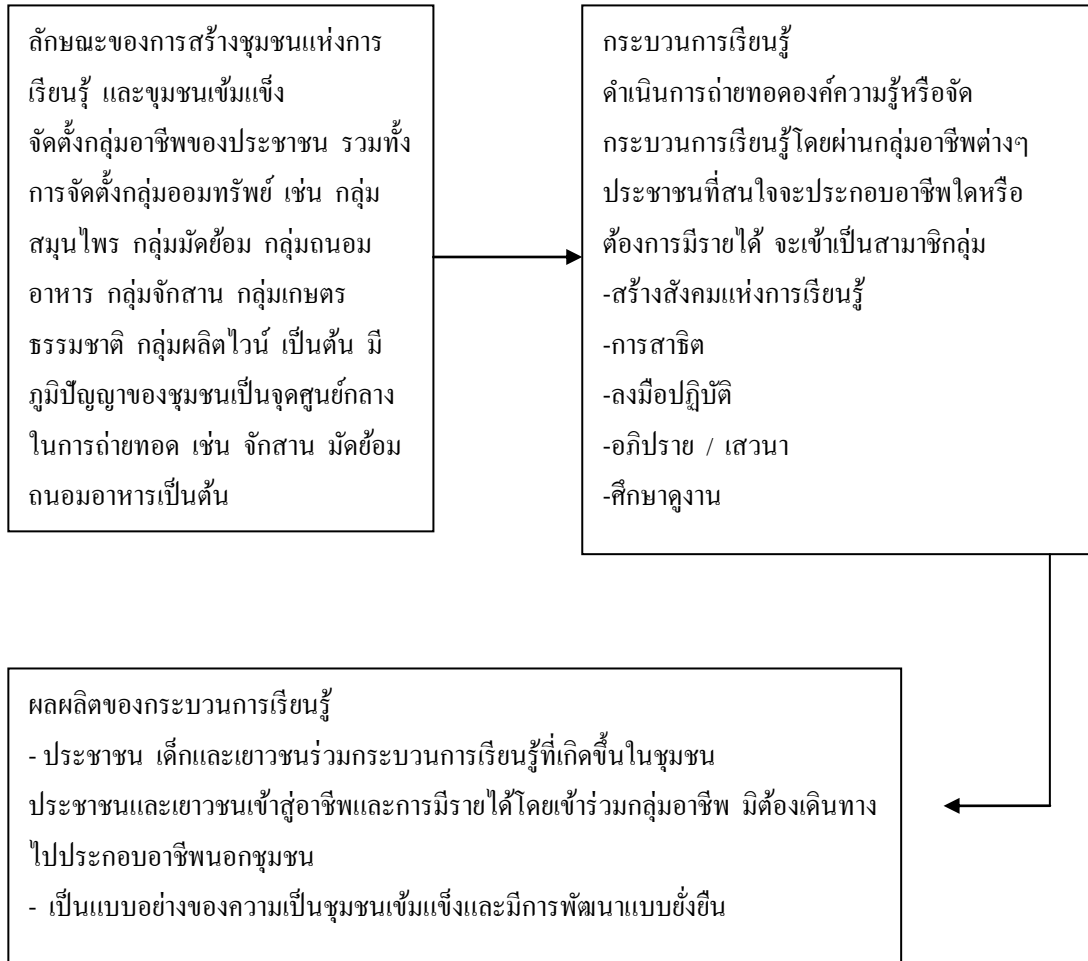 ลักษณะของการสร้างชุมชนแห่งการ
เรียนรุ้ และขุมชนเข้มแข็ง
จัดตั้งกลุ่มอาชีพของประชาชน รวมทั้ง
การจัดตั้งกลุ่มออมทรัพย์ เช่น กลุ่ม
สมุนไพร กลุ่มมัดย้อม กลุ่มถนอม
อาหาร กลุ่มจักสาน กลุ่มเกษตร
ธรรมชาติ กลุ่มผลิตไวน์ เป็นต้น มี
ภูมิปัญญาของชุมชนเป็นจุดศูนย์กลาง
ในการถ่ายทอด เช่น จักสาน มัดย้อม
ถนอมอาหารเป็นต้น
กระบวนการเรียนรู้
ดำเนินการถ่ายทอดองค์ความรู้หรือจัด
กระบวนการเรียนรู้โดยผ่านกลุ่มอาชีพต่างๆ
ประชาชนที่สนใจจะประกอบอาชีพใดหรือ
ต้องการมีรายได้ จะเข้าเป็นสามาชิกลุ่ม
-สร้างสังคมแห่งการเรียนรู้
-การสาธิต
-ลงมือปฏิบัติ
-อภิปราย / เสวนา
-ศึกษาดูงาน
ผลผลิตของกระบวนการเรียนรู้
- ประชาชน เด็กและเยาวชนร่วมกระบวนการเรียนรู้ที่เกิดขึ้นในชุมชน
ประชาชนและเยาวชนเข้าสู่อาชีพและการมีรายได้โดยเข้าร่วมกลุ่มอาชีพ มิต้องเดินทาง
ไปประกอบอาชีพนอกชุมชน
- เป็นแบบอย่างของความเป็นชุมชนเข้มแข็งและมีการพัฒนาแบบยั่งยืน